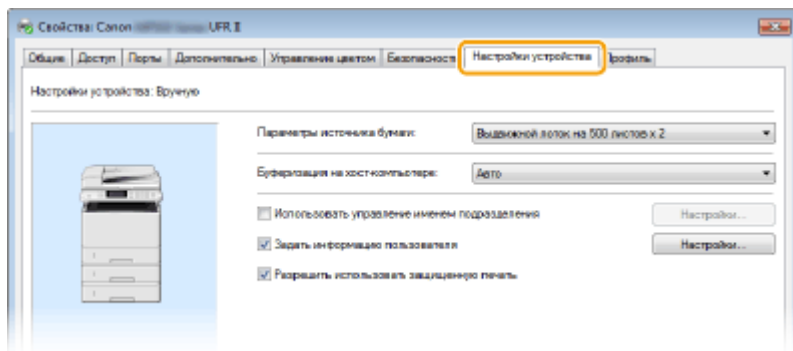 Свойства: Canon UFR II
Общие Доступ Порты Дополнительно Управление цветом Безопасность Настройки устройства Профиль
Настройки устройства: Вручную
Параметры источника бумаги: Выдвижной лоток на 500 листов x 2
Буферизация на хост-компьютере: Авто
Использовать управление именем подразделения Настройки...
Задать информацию пользователя Настройки...
Разрешить использовать защищенную печать